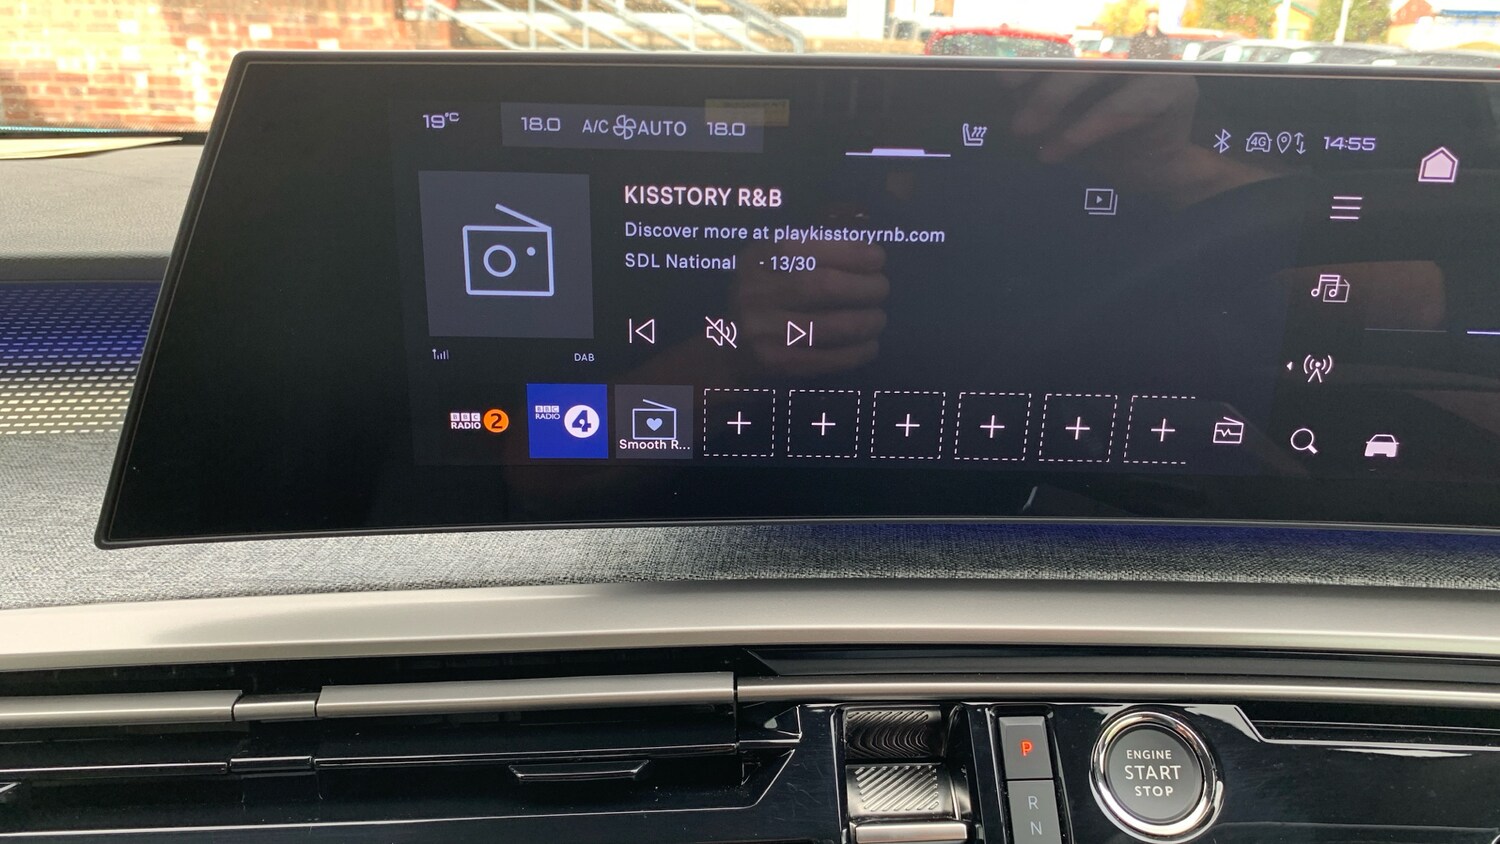 19°C
18.0 A/C AUTO 18.0
4G
14:55
KISSTORY R&B
Discover more at playkisstoryrnb.com
SDL National - 13/30
DAB
BBC
RADIO 2
BBC
RADIO 4
Smooth R...
P
R
N
ENGINE
START
STOP